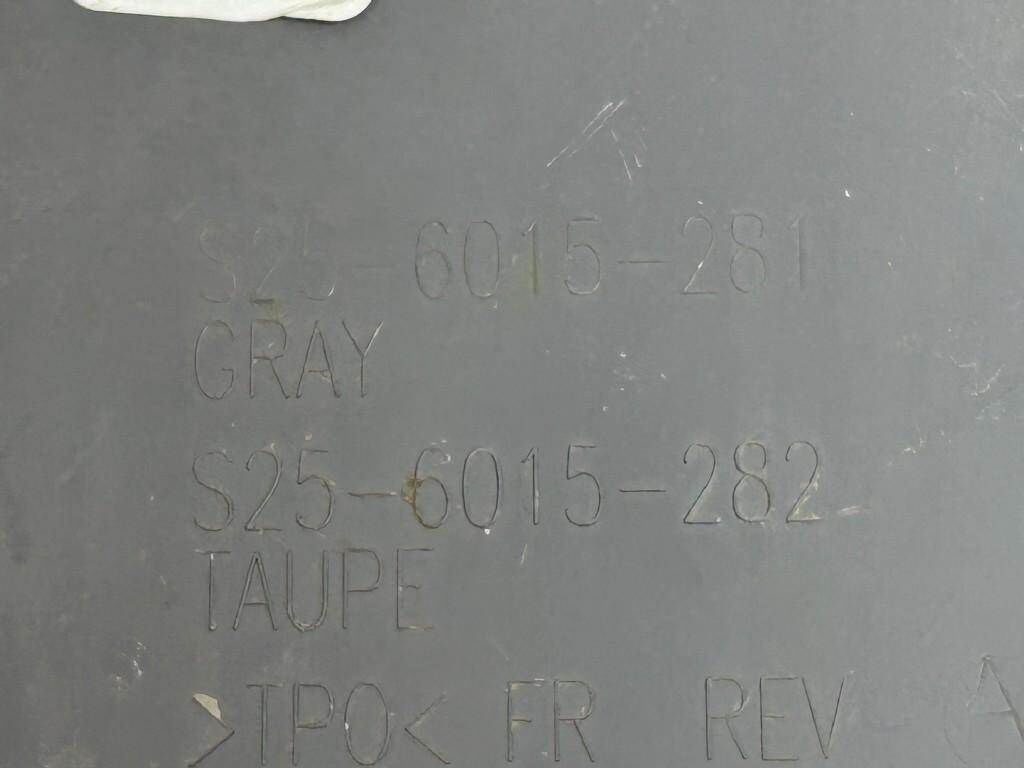 S25-6015-281
GRAY
S25-6015-282
TAUPE
>TPO< FR REV A